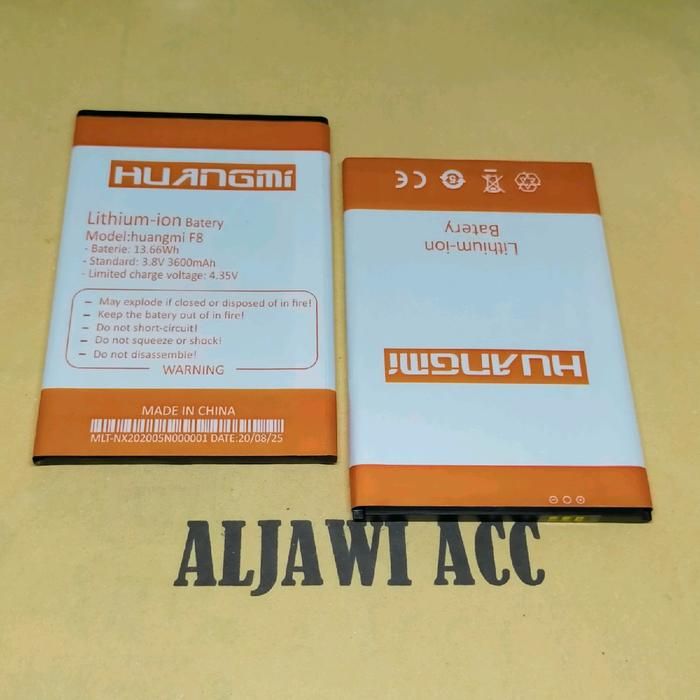 HUANGMI
Lithium-ion Batery
Model:huangmi F8
- Baterie: 13.66Wh
- Standard: 3.8V 3600mAh
- Limited charge voltage: 4.35V
— May explode if closed or disposed of in fire!
— Keep the battery out of in fire!
— Do not short-circuit!
— Do not squeeze or shock!
— Do not disassemble!
WARNING
MADE IN CHINA
MLT-NX202005N000001 DATE:20/08/25
CE
5
Lithium-ion
Batery
HUANGMI
ALJAWI ACC